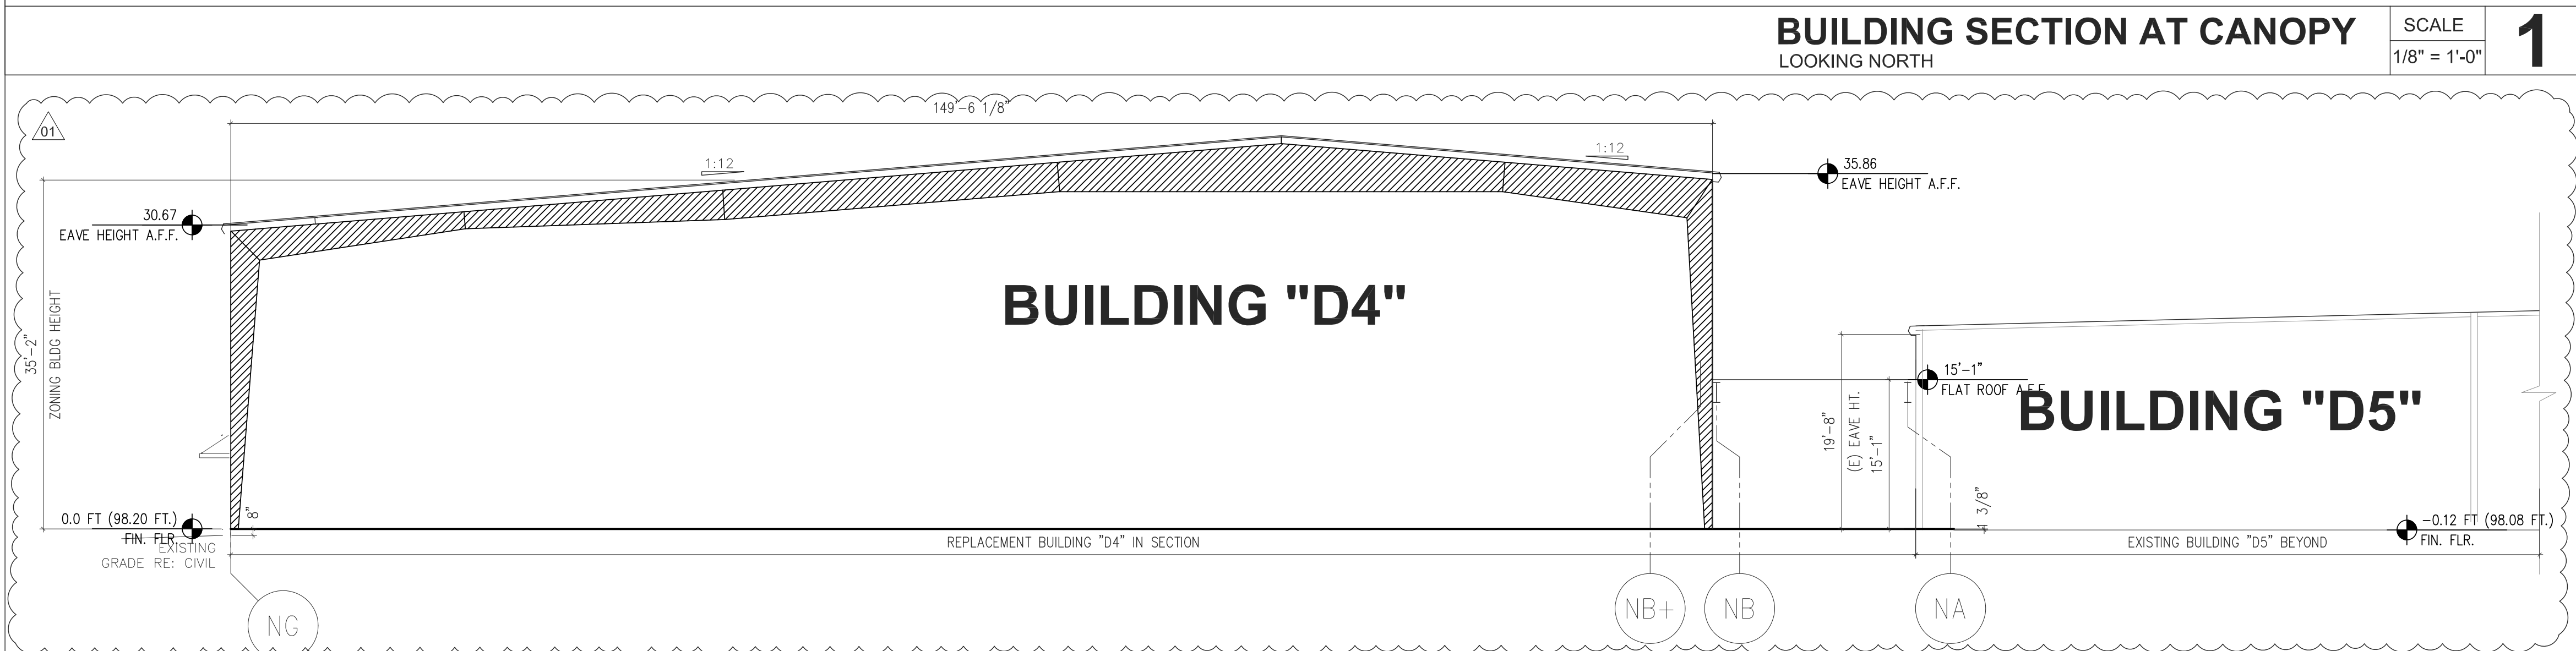 BUILDING SECTION AT CANOPY
LOOKING NORTH
SCALE
1/8" = 1'-0"
1
01
149'-6 1/8"
1:12
1:12
35.86
EAVE HEIGHT A.F.F.
30.67
EAVE HEIGHT A.F.F.
35'-2"
ZONING BLDG HEIGHT
BUILDING "D4"
15'-1"
FLAT ROOF A.F.F.
BUILDING "D5"
19'-8"
(E) EAVE HT.
15'-1"
3/8"
8"
0.0 FT (98.20 FT.)
FIN. FLR.
EXISTING
GRADE RE: CIVIL
REPLACEMENT BUILDING "D4" IN SECTION
EXISTING BUILDING "D5" BEYOND
-0.12 FT (98.08 FT.)
FIN. FLR.
NG
NB+
NB
NA